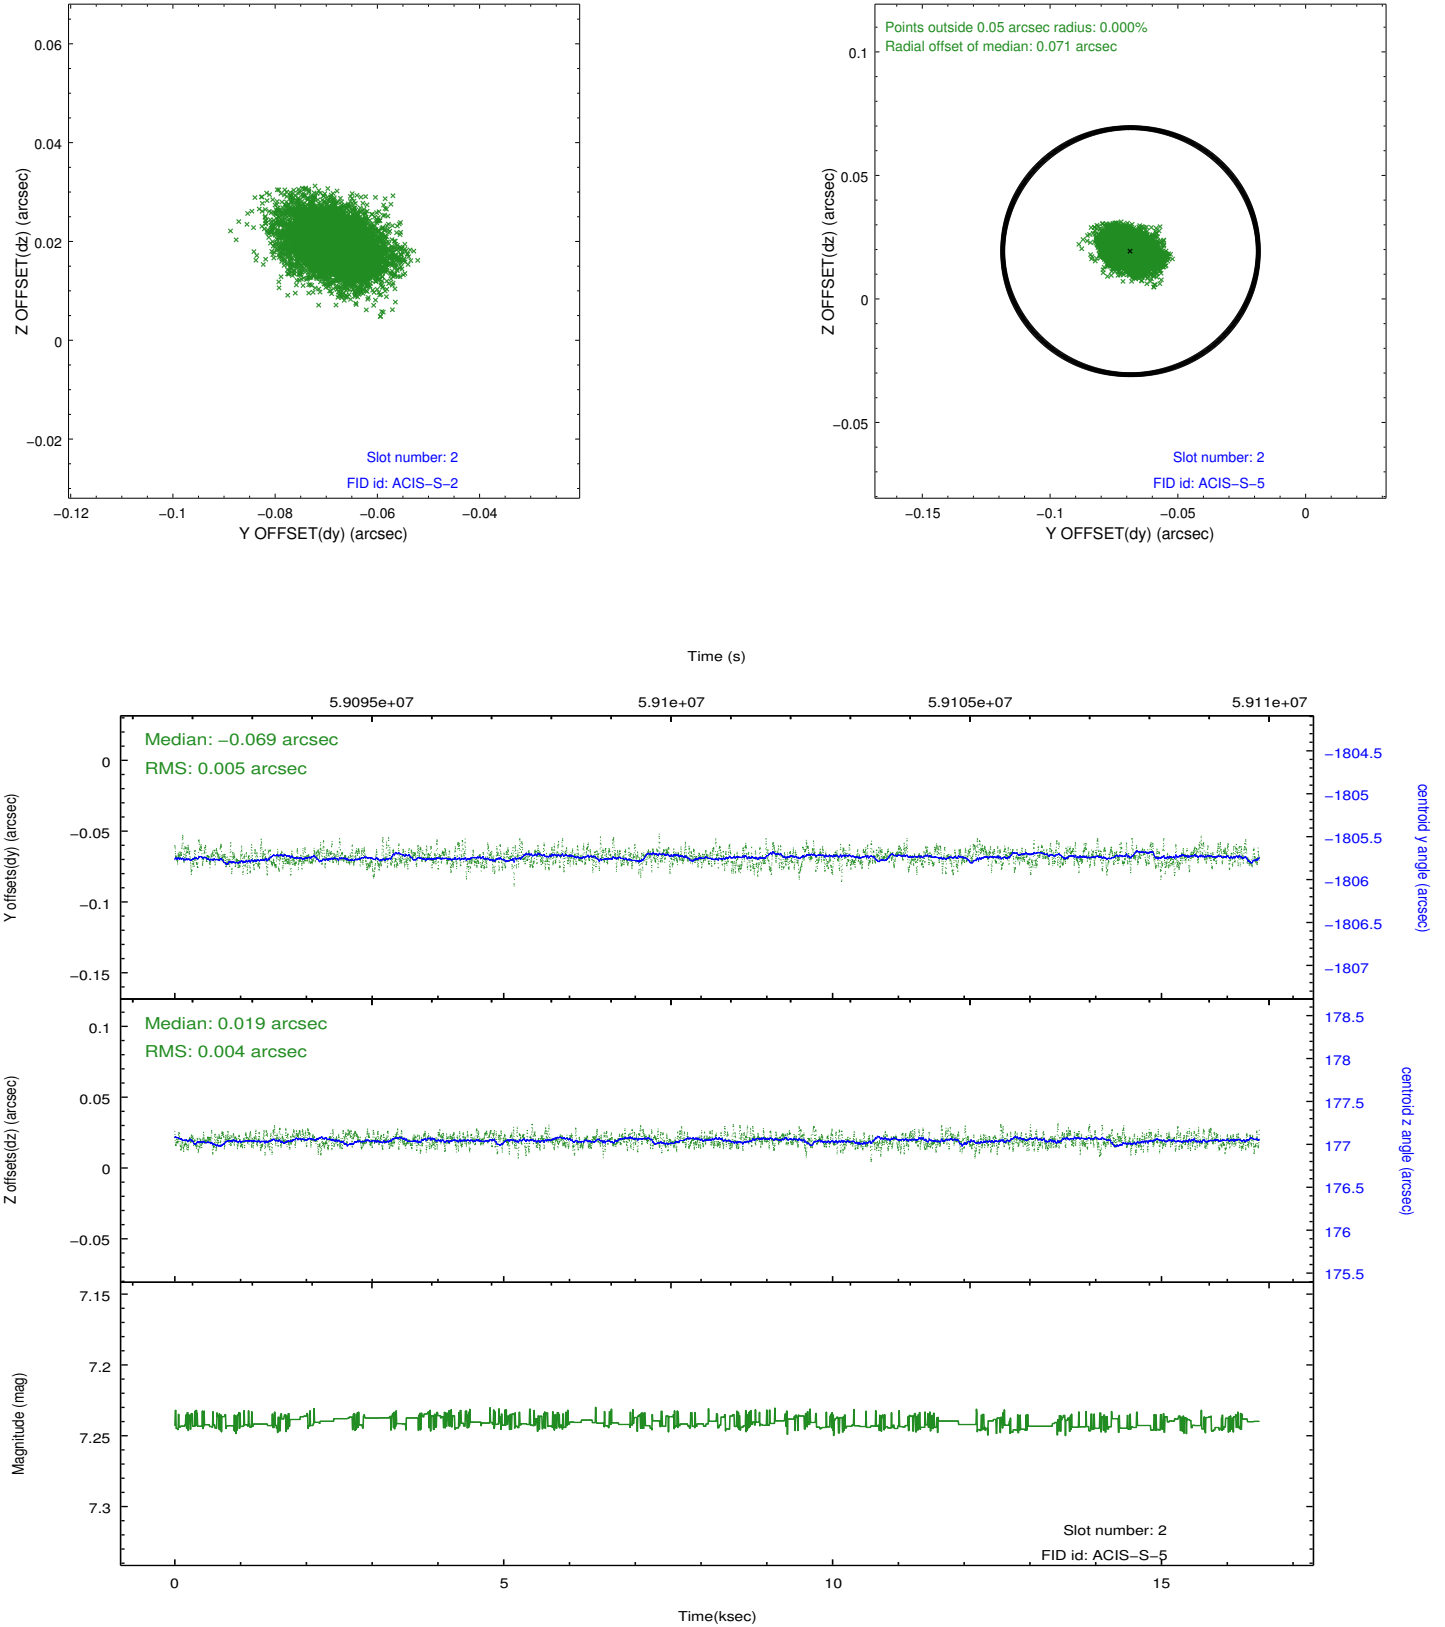 0.06
0.04
0.02
0
−0.02
Z OFFSET(dz) (arcsec)
Slot number: 2
FID id: ACIS−S−2
−0.12
−0.1
−0.08
−0.06
−0.04
Y OFFSET(dy) (arcsec)
Points outside 0.05 arcsec radius: 0.000%
Radial offset of median: 0.071 arcsec
0.1
0.05
0
−0.05
Z OFFSET(dz) (arcsec)
Slot number: 2
FID id: ACIS−S−5
−0.15
−0.1
−0.05
0
Y OFFSET(dy) (arcsec)
Time (s)
5.9095e+07
5.91e+07
5.9105e+07
5.911e+07
Median: −0.069 arcsec
RMS: 0.005 arcsec
0
−0.05
−0.1
−0.15
Y offsets(dy) (arcsec)
−1804.5
−1805
−1805.5
−1806
−1806.5
−1807
centroid y angle (arcsec)
Median: 0.019 arcsec
RMS: 0.004 arcsec
0.1
0.05
0
−0.05
Z offsets(dz) (arcsec)
178.5
178
177.5
177
176.5
176
175.5
centroid z angle (arcsec)
7.15
7.2
7.25
7.3
Magnitude (mag)
Slot number: 2
FID id: ACIS−S−5
0
5
10
15
Time(ksec)